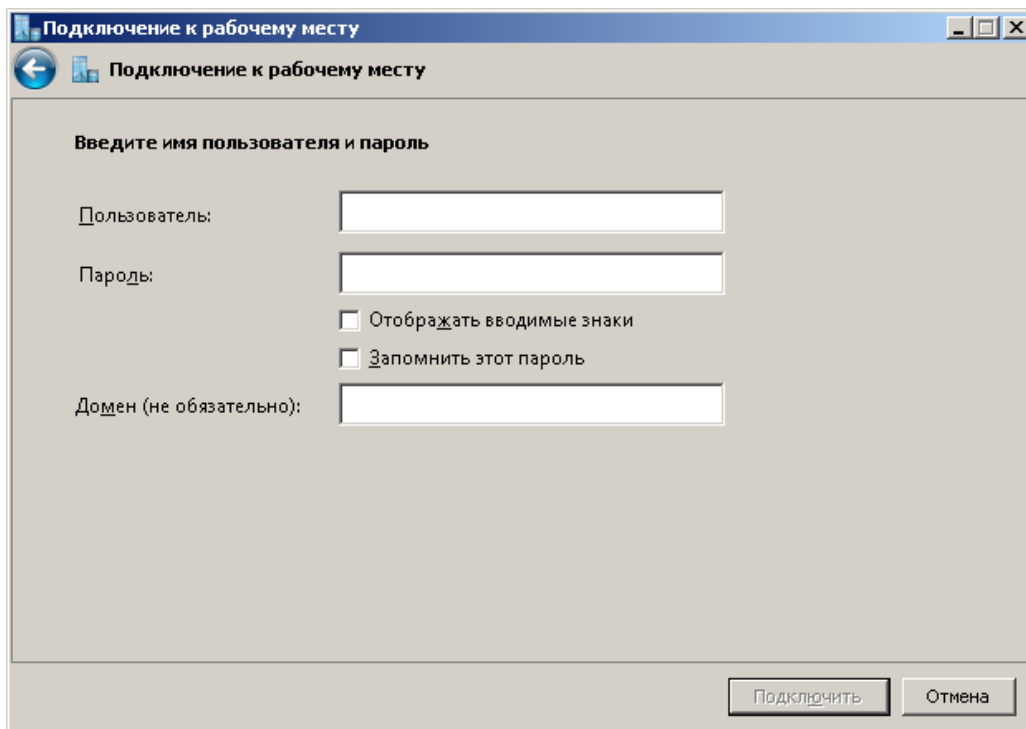 Подключение к рабочему месту
Подключение к рабочему месту
Введите имя пользователя и пароль
Пользователь:
Пароль:
Отображать вводимые знаки
Запомнить этот пароль
Домен (не обязательно):
Подключить Отмена